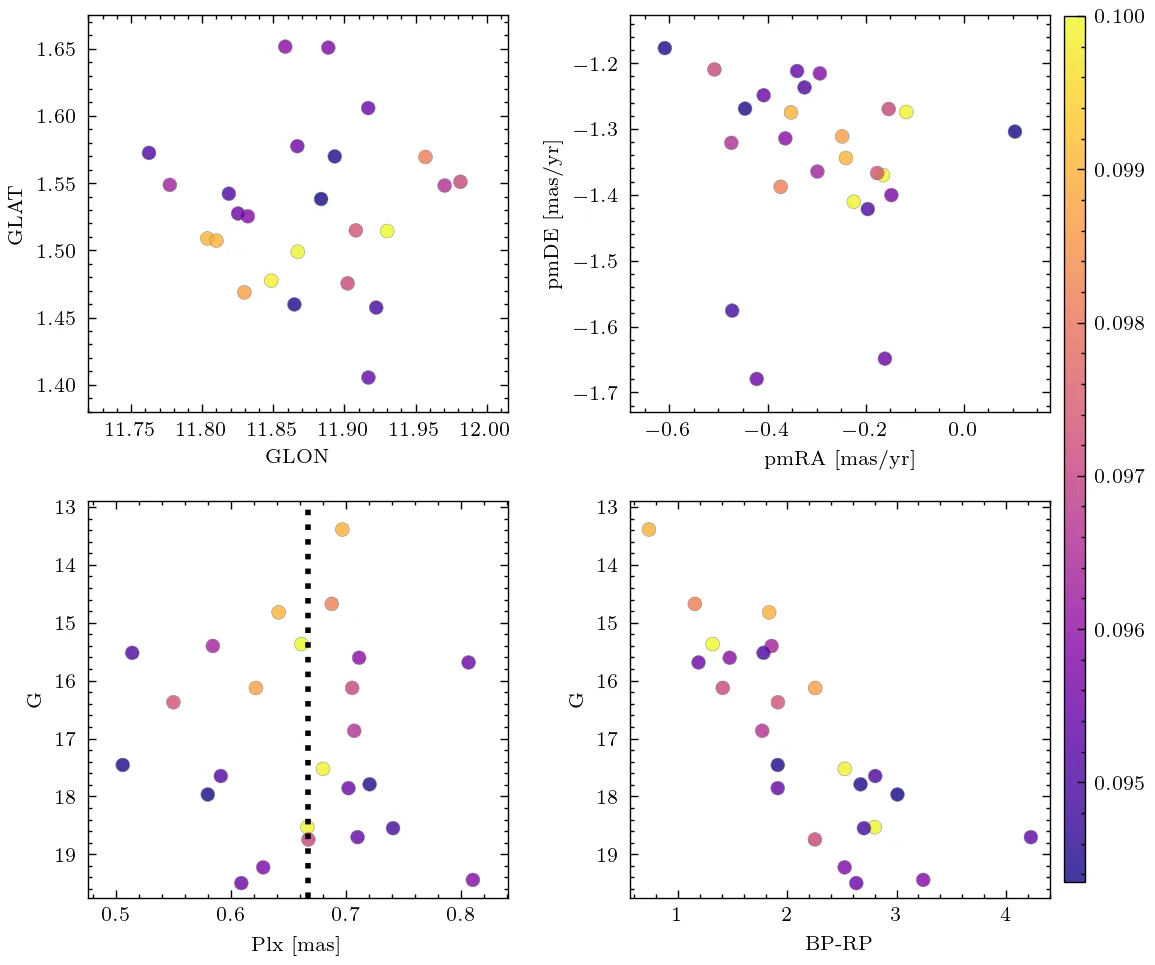 1.65
1.60
1.55
1.50
1.45
1.40
GLAT
11.75 11.80 11.85 11.90 11.95 12.00
GLON
−1.2
−1.3
−1.4
−1.5
−1.6
−1.7
pmDE [mas/yr]
−0.6 −0.4 −0.2 0.0
pmRA [mas/yr]
0.100
0.099
0.098
0.097
0.096
0.095
13
14
15
16
17
18
19
G
0.5 0.6 0.7 0.8
Plx [mas]
13
14
15
16
17
18
19
G
1 2 3 4
BP-RP